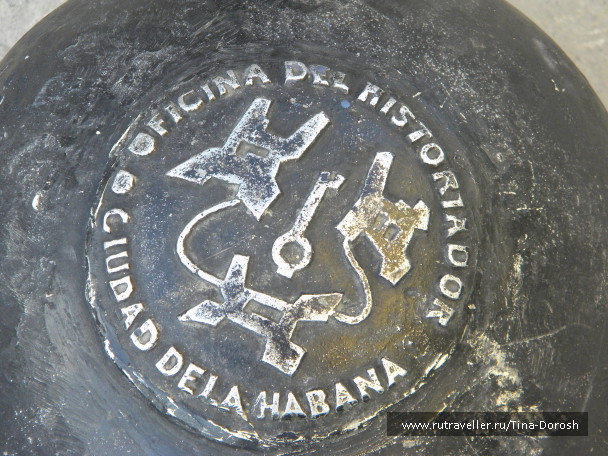 OFICINA DEL HISTORIADOR
CIUDAD DE LA HABANA
www.rutraveller.ru/Tina-Dorosh